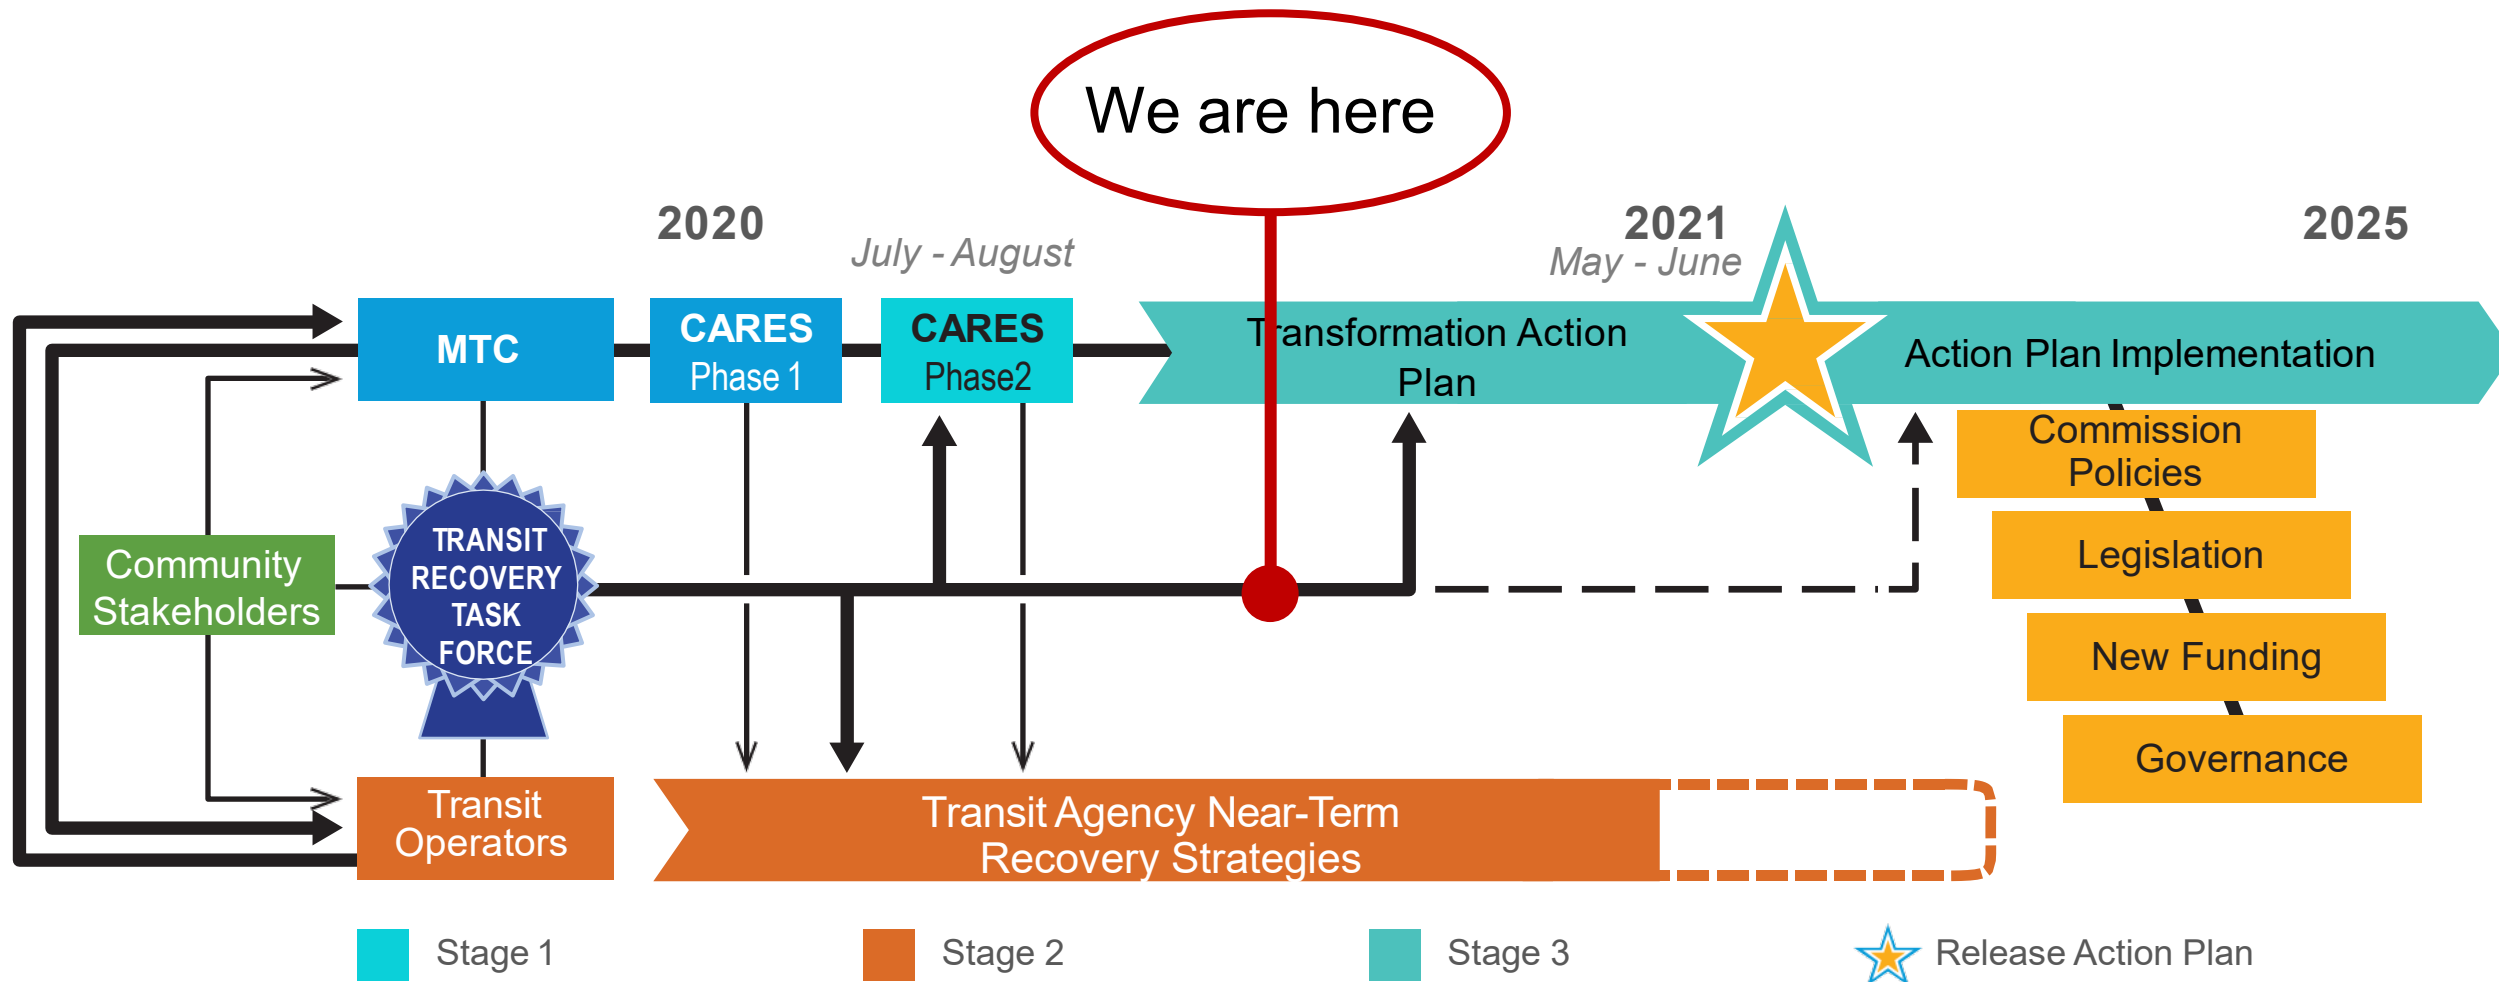 We are here
2020
July - August
2021
May - June
2025
MTC
CARES
Phase 1
CARES
Phase2
Transformation Action
Plan
Action Plan Implementation
Commission
Policies
Legislation
New Funding
Governance
Community
Stakeholders
TRANSIT
RECOVERY
TASK
FORCE
Transit
Operators
Transit Agency Near-Term
Recovery Strategies
Stage 1
Stage 2
Stage 3
Release Action Plan